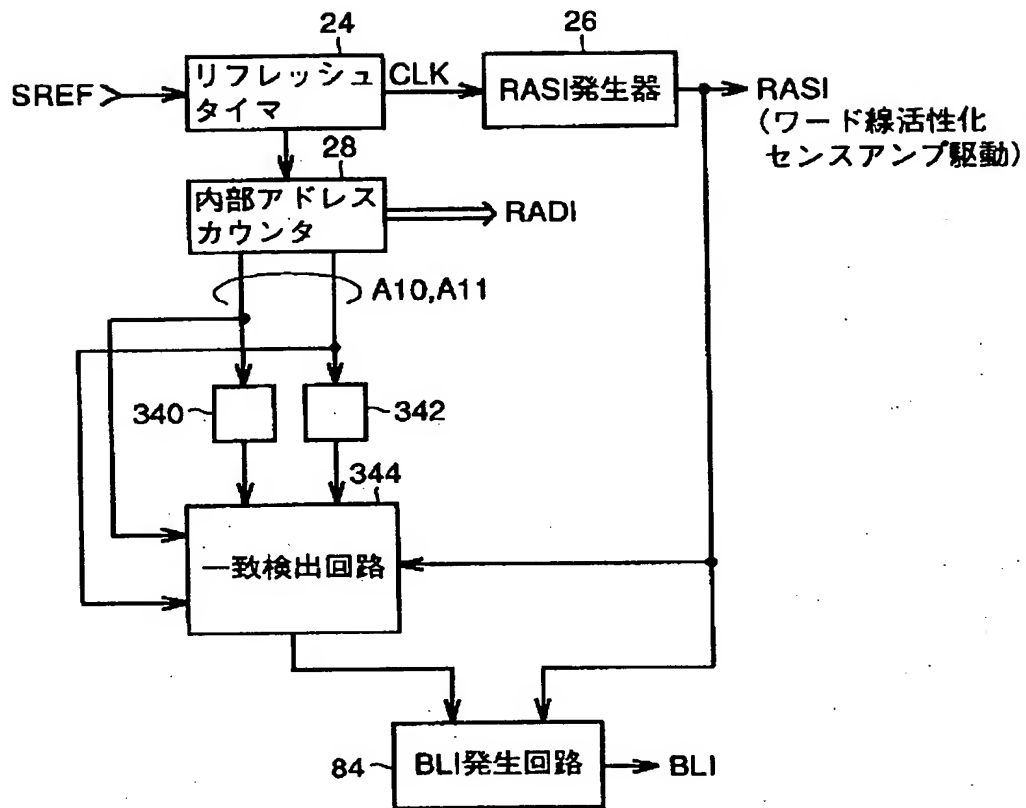 24
26
SREF
リフレッシュ
タイマ
CLK
RASI発生器
RASI
(ワード線活性化
センスアンプ駆動)
28
内部アドレス
カウンタ
RADI
A10,A11
340
342
344
一致検出回路
84
BLI発生回路
BLI